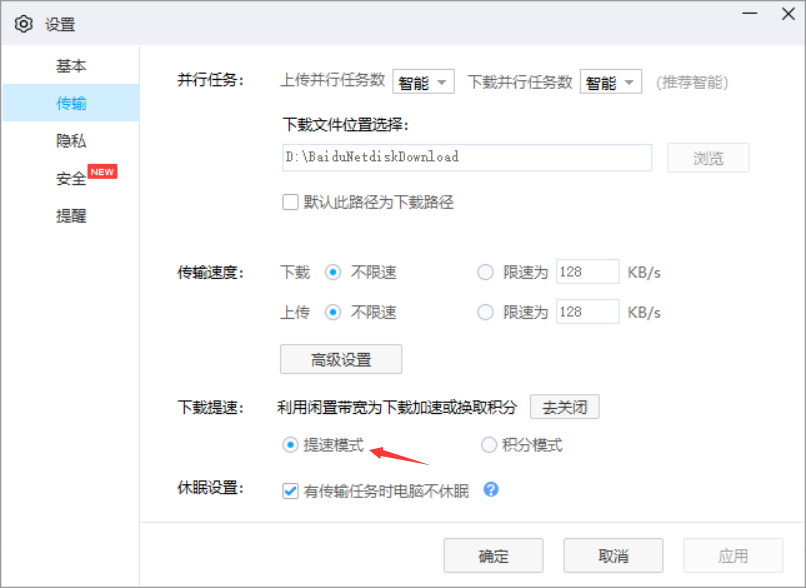 设置
基本
传输
隐私
安全 NEW
提醒
并行任务： 上传并行任务数 智能 下载并行任务数 智能 (推荐智能)
下载文件位置选择：
D:\BaiduNetdiskDownload 浏览
默认此路径为下载路径
传输速度： 下载 不限速 限速为 128 KB/s
上传 不限速 限速为 128 KB/s
高级设置
下载提速： 利用闲置带宽为下载加速或换取积分 去关闭
提速模式 积分模式
休眠设置： 有传输任务时电脑不休眠 ?
确定 取消 应用